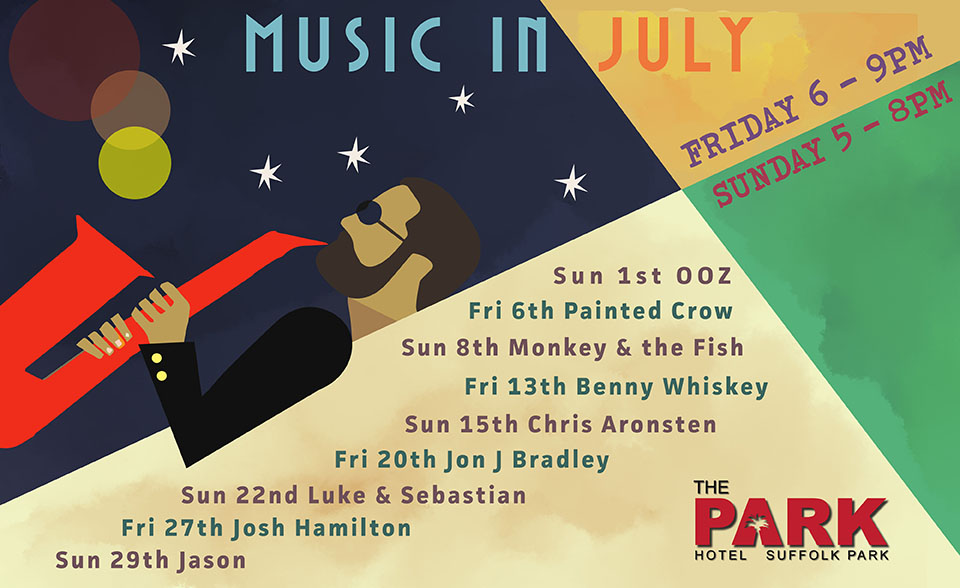 MUSIC IN JULY
FRIDAY 6 – 9PM
SUNDAY 5 – 8PM
Sun 1st OOZ
Fri 6th Painted Crow
Sun 8th Monkey & the Fish
Fri 13th Benny Whiskey
Sun 15th Chris Aronsten
Fri 20th Jon J Bradley
Sun 22nd Luke & Sebastian
Fri 27th Josh Hamilton
Sun 29th Jason
THE
PARK
HOTEL SUFFOLK PARK